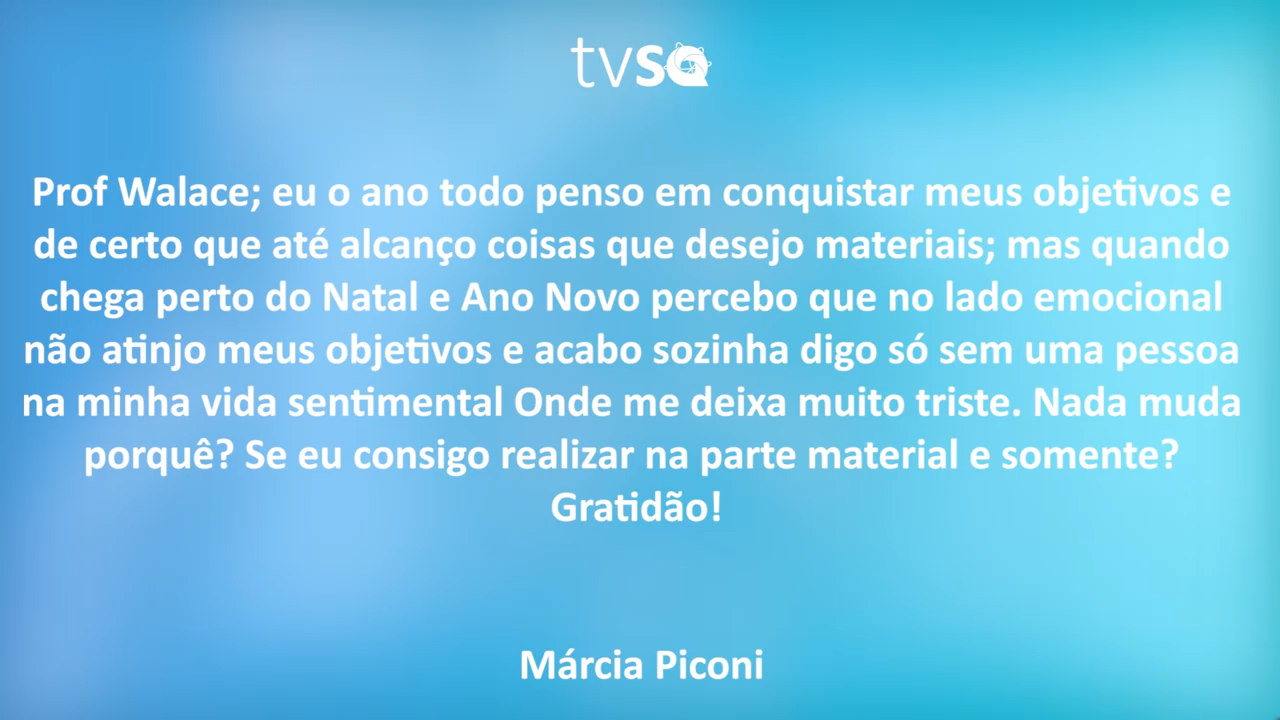 tvsa
Prof Walace; eu o ano todo penso em conquistar meus objetivos e
de certo que até alcanço coisas que desejo materiais; mas quando
chega perto do Natal e Ano Novo percebo que no lado emocional
não atinjo meus objetivos e acabo sozinha digo só sem uma pessoa
na minha vida sentimental Onde me deixa muito triste. Nada muda
porquê? Se eu consigo realizar na parte material e somente?
Gratidão!
Márcia Piconi